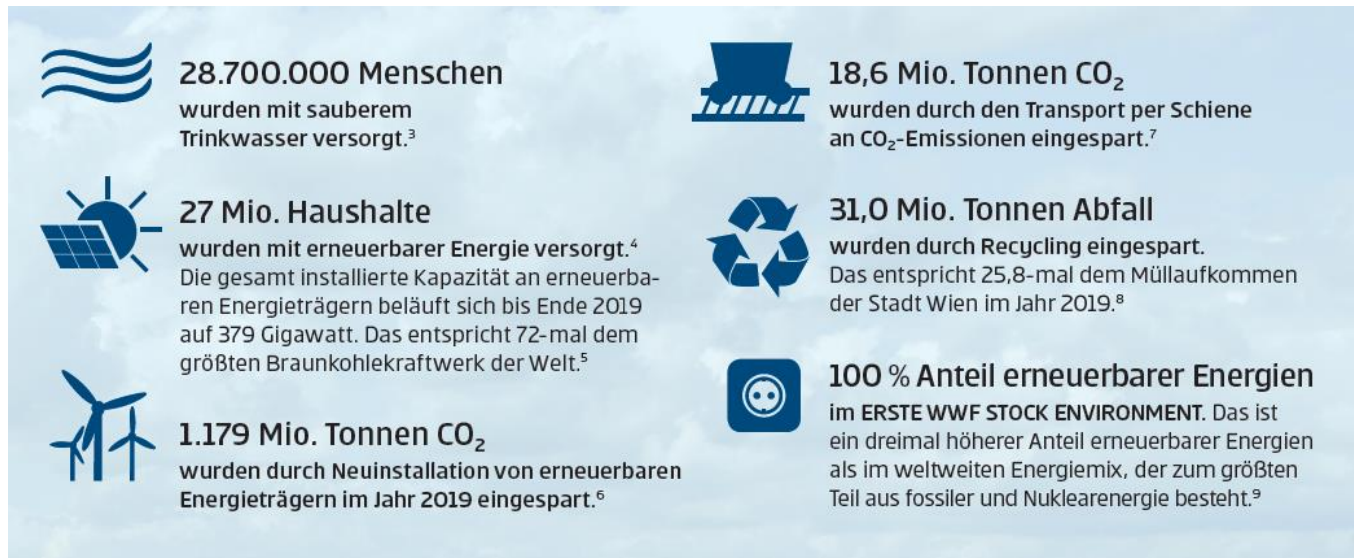 28.700.000 Menschen
wurden mit sauberem
Trinkwasser versorgt.³
27 Mio. Haushalte
wurden mit erneuerbarer Energie versorgt.⁴
Die gesamt installierte Kapazität an erneuerba-
ren Energieträgern beläuft sich bis Ende 2019
auf 379 Gigawatt. Das entspricht 72-mal dem
größten Braunkohlekraftwerk der Welt.⁵
1.179 Mio. Tonnen CO₂
wurden durch Neuinstallation von erneuerbaren
Energieträgern im Jahr 2019 eingespart.⁶
18,6 Mio. Tonnen CO₂
wurden durch den Transport per Schiene
an CO₂-Emissionen eingespart.⁷
31,0 Mio. Tonnen Abfall
wurden durch Recycling eingespart.
Das entspricht 25,8-mal dem Müllaufkommen
der Stadt Wien im Jahr 2019.⁸
100 % Anteil erneuerbarer Energien
im ERSTE WWF STOCK ENVIRONMENT. Das ist
ein dreimal höherer Anteil erneuerbarer Energien
als im weltweiten Energiemix, der zum größten
Teil aus fossiler und Nuklearenergie besteht.⁹